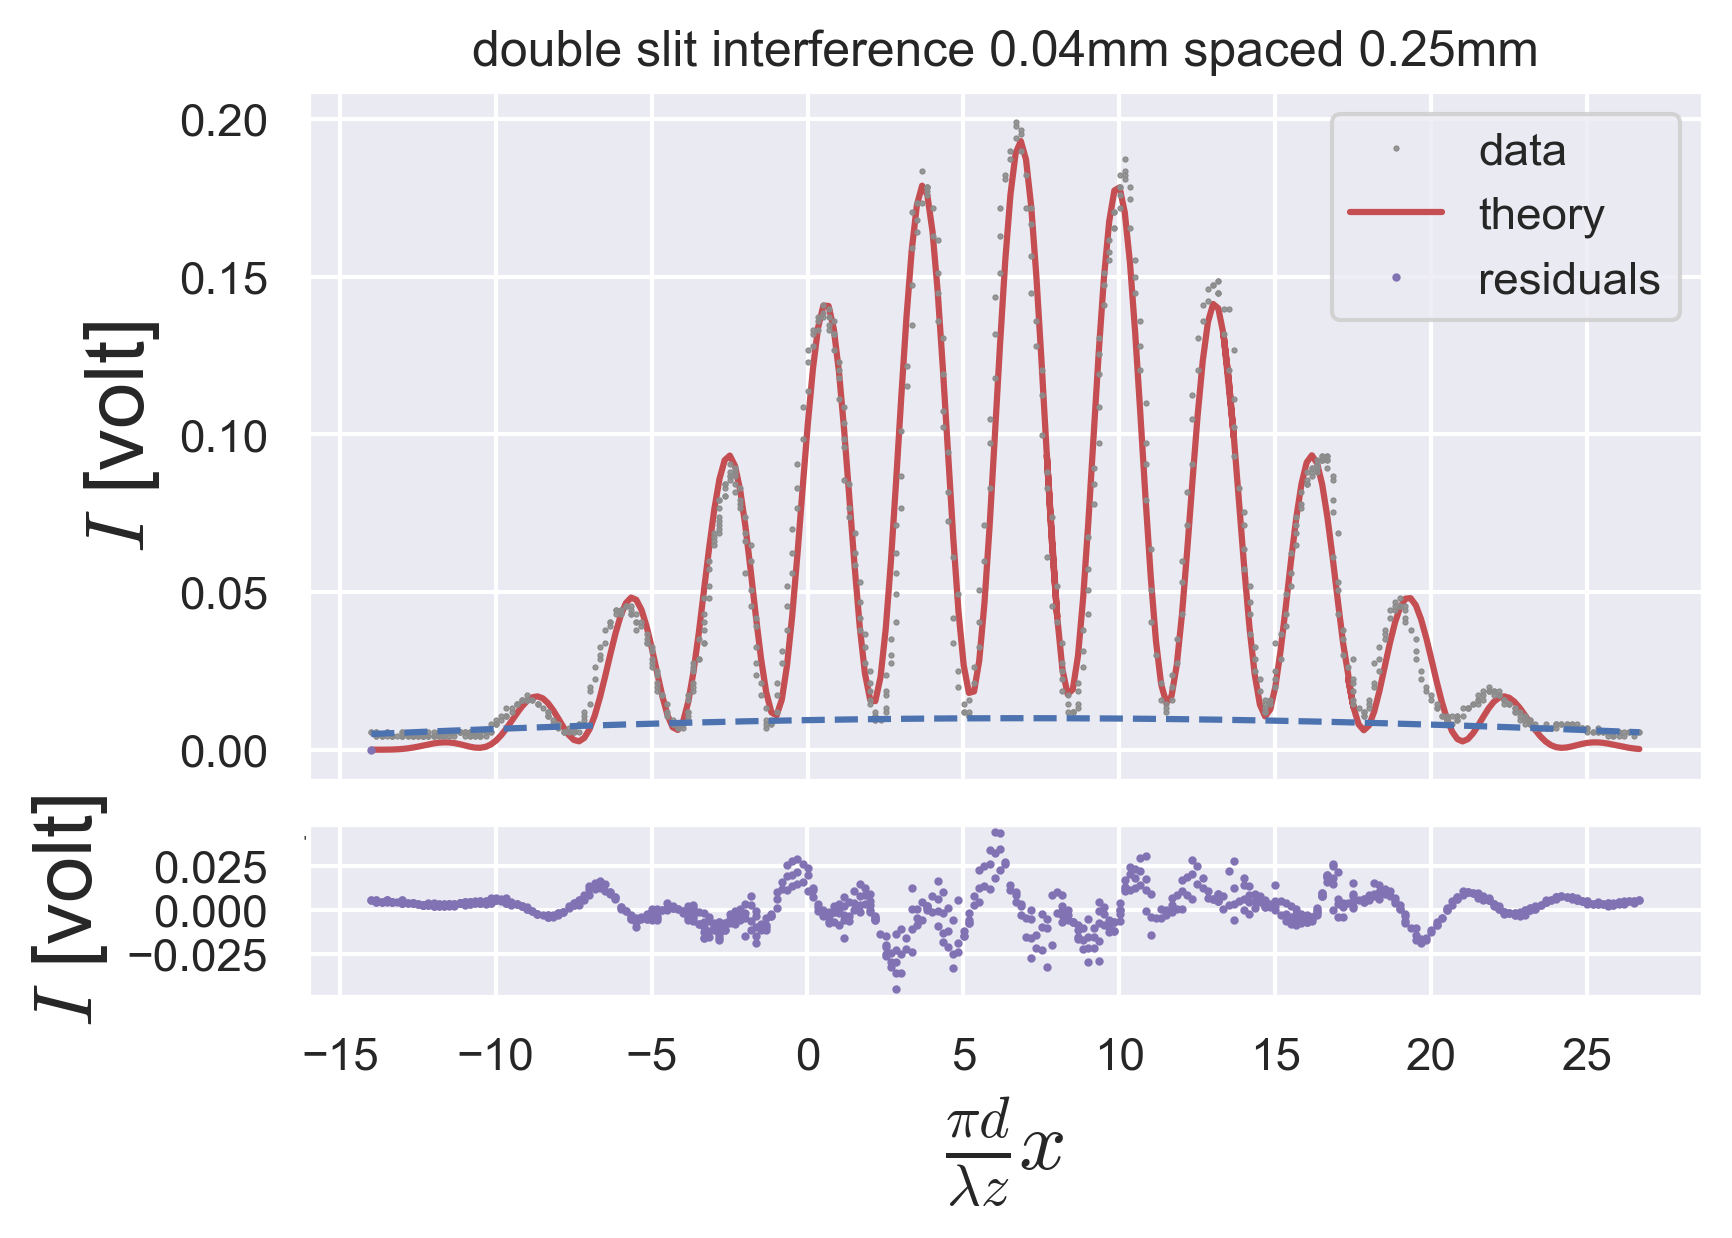 double slit interference 0.04mm spaced 0.25mm
0.20
0.15
0.10
0.05
0.00
I [volt]
data
theory
residuals
0.025
0.000
−0.025
I [volt]
−15 −10 −5 0 5 10 15 20 25
πd/λz x